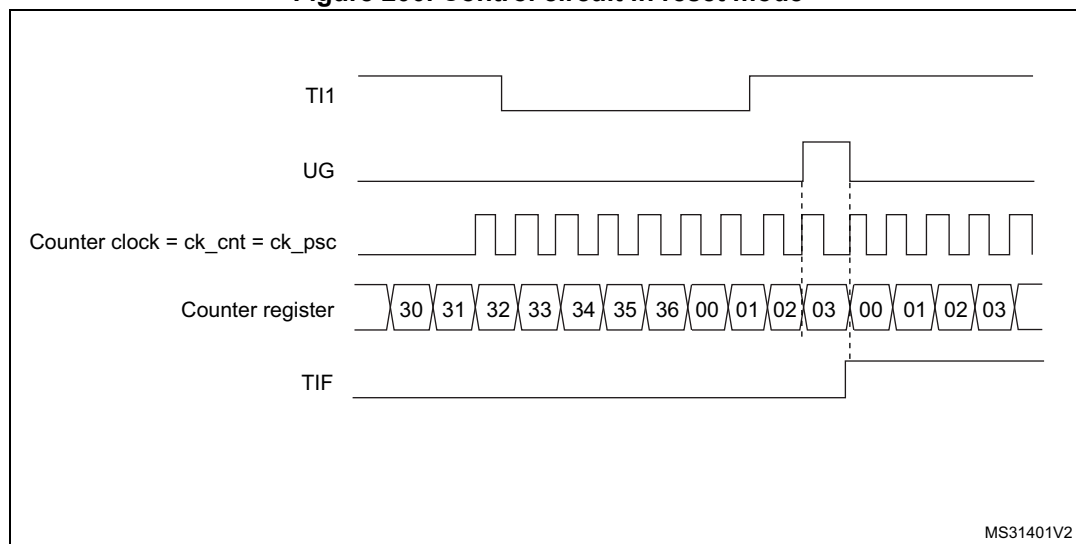 TI1
UG
Counter clock = ck_cnt = ck_psc
Counter register 30 31 32 33 34 35 36 00 01 02 03 00 01 02 03
TIF
MS31401V2